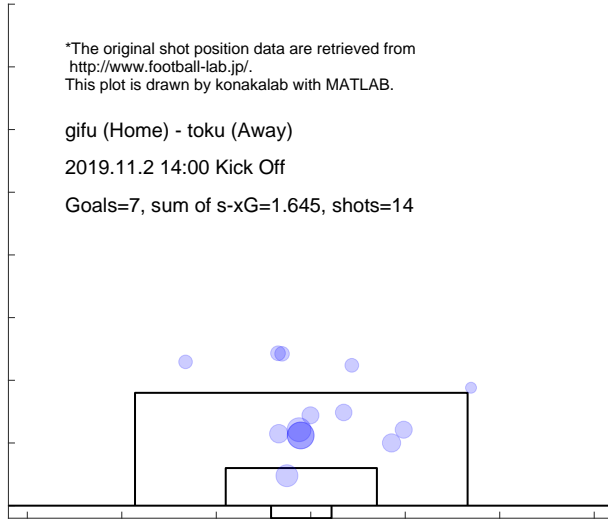 *The original shot position data are retrieved from
http://www.football-lab.jp/.
This plot is drawn by konakalab with MATLAB.
gifu (Home) - toku (Away)
2019.11.2 14:00 Kick Off
Goals=7, sum of s-xG=1.645, shots=14